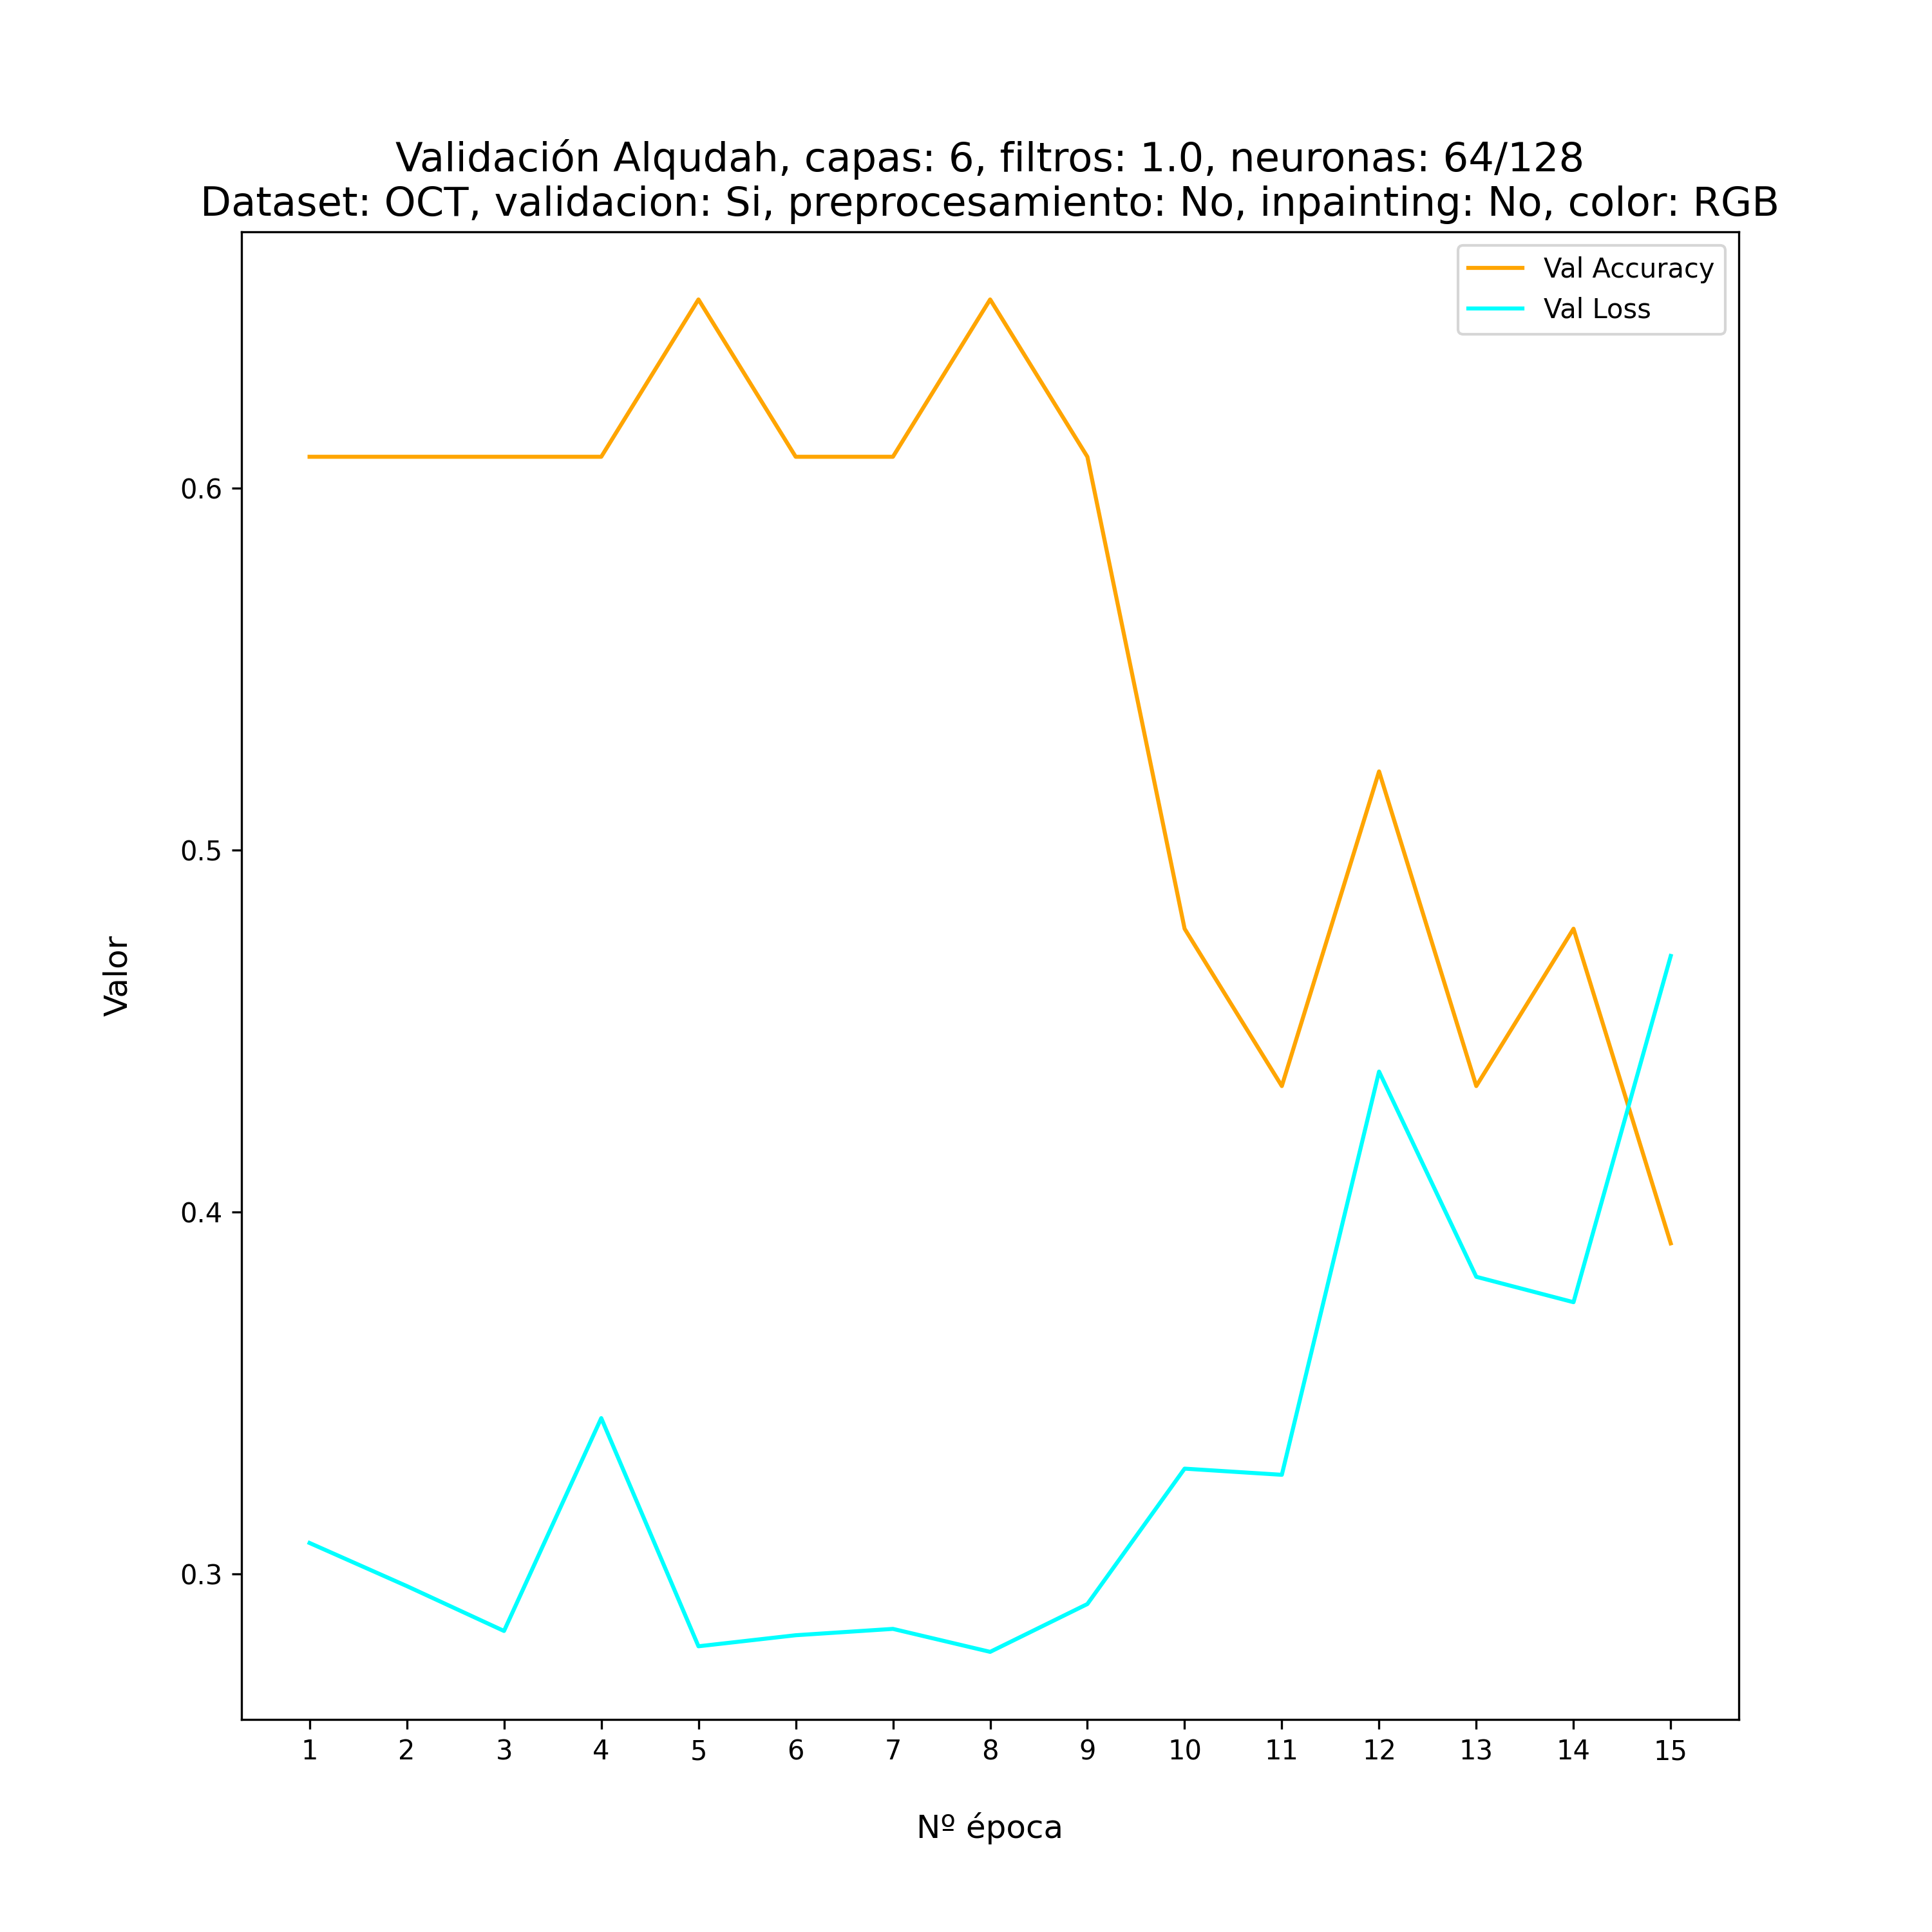 Validación Alqudah, capas: 6, filtros: 1.0, neuronas: 64/128
Dataset: OCT, validacion: Si, preprocesamiento: No, inpainting: No, color: RGB
Val Accuracy
Val Loss
0.6
0.5
0.4
0.3
Valor
1 2 3 4 5 6 7 8 9 10 11 12 13 14 15
Nº época